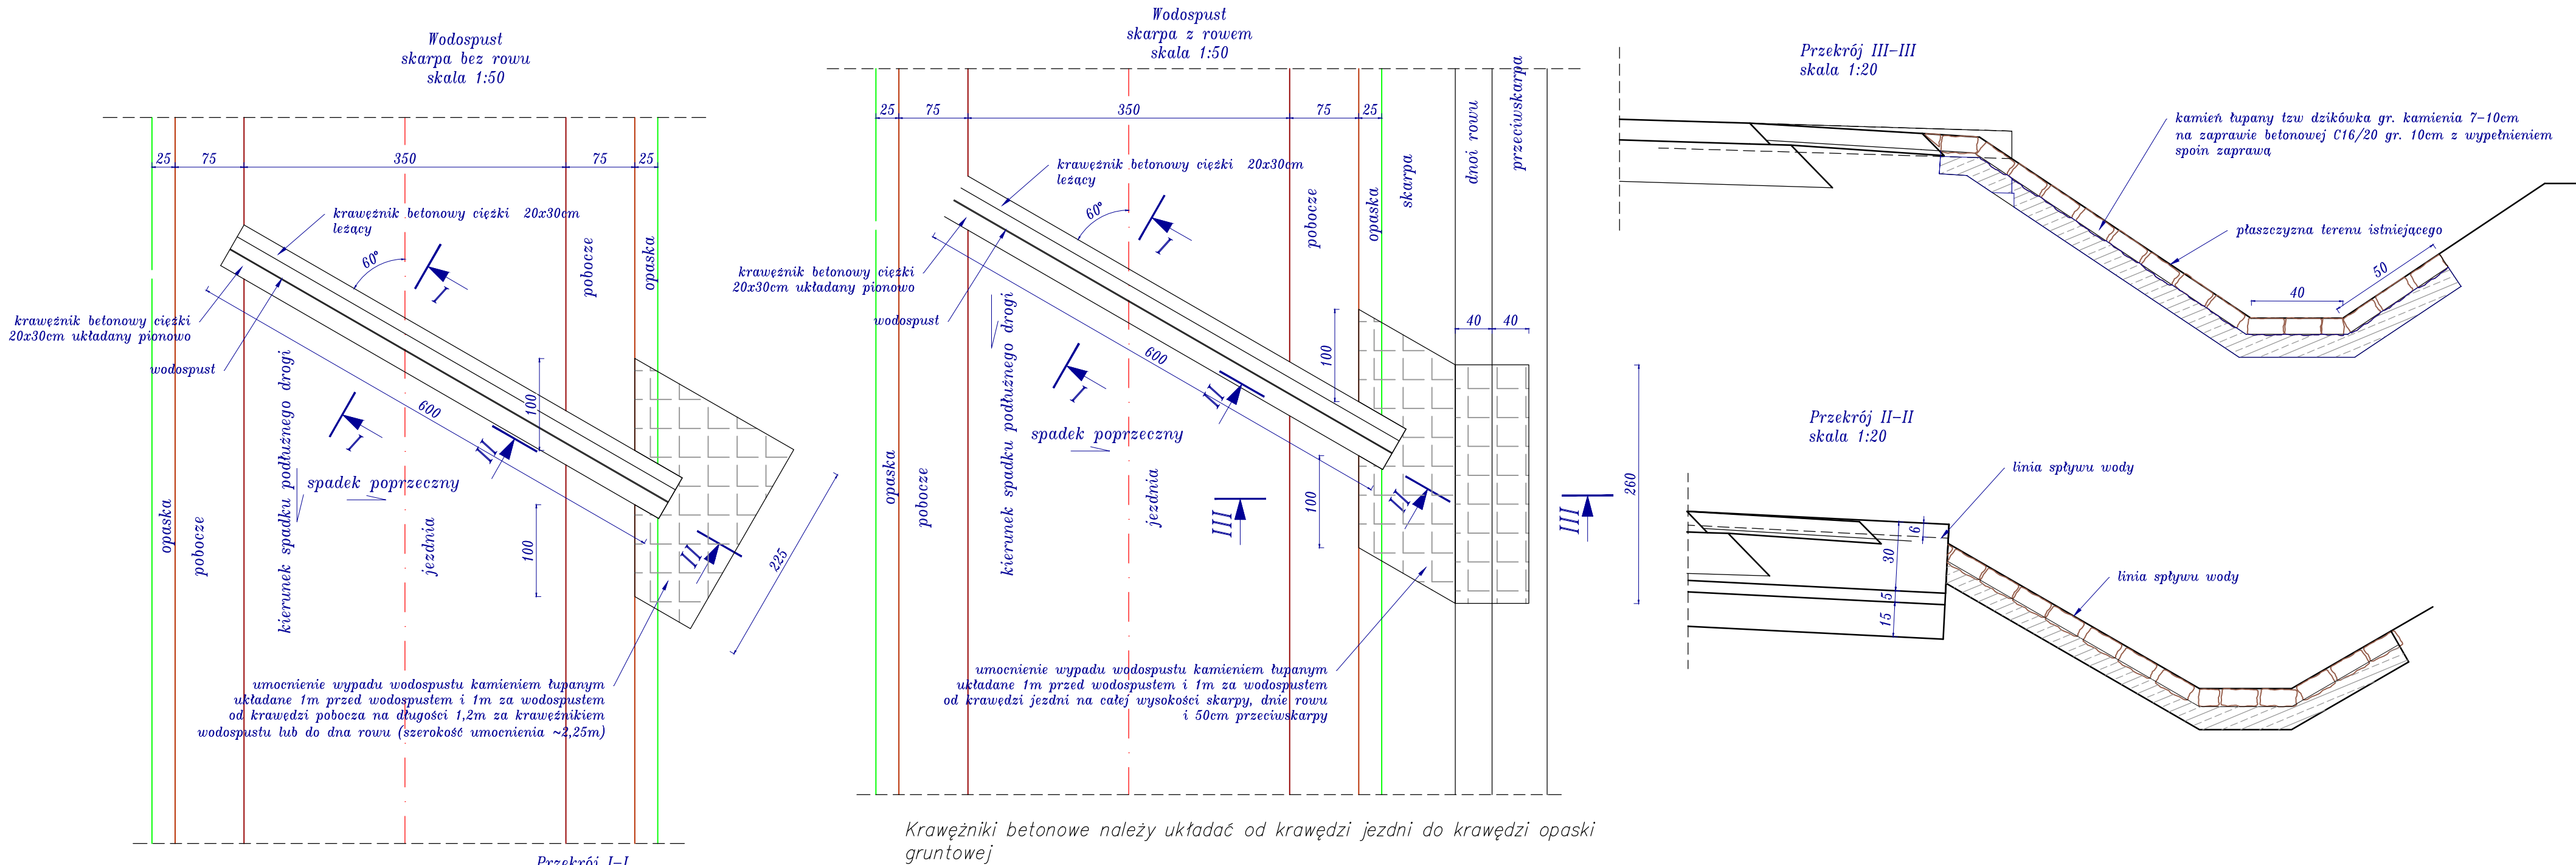 Wodospust
skarpa bez rowu
skala 1:50
25
75
350
75
25
krawężnik betonowy ciężki 20x30cm
leżący
60°
I
pobocze
opaska
krawężnik betonowy ciężki
20x30cm układany pionowo
wodospust
kierunek spadku podłużnego drogi
I
600
100
II
spadek poprzeczny
opaska
pobocze
jezdnia
100
II
225
umocnienie wypadu wodospustu kamieniem łupanym
układane 1m przed wodospustem i 1m za wodospustem
od krawędzi pobocza na długości 1,2m za krawężnikiem
wodospustu lub do dna rowu (szerokość umocnienia ~2,25m)
Przekrój I-I
Wodospust
skarpa z rowem
skala 1:50
25
75
350
75
25
krawężnik betonowy ciężki 20x30cm
leżący
60°
I
pobocze
opaska
skarpa
dnoi rowu
przeciwskarpa
krawężnik betonowy ciężki
20x30cm układany pionowo
wodospust
kierunek spadku podłużnego drogi
I
600
100
40
40
II
spadek poprzeczny
opaska
pobocze
jezdnia
III
100
II
260
III
umocnienie wypadu wodospustu kamieniem łupanym
układane 1m przed wodospustem i 1m za wodospustem
od krawędzi jezdni na całej wysokości skarpy, dnie rowu
i 50cm przeciwskarpy
Krawężniki betonowe należy układać od krawędzi jezdni do krawędzi opaski
gruntowej
Przekrój III-III
skala 1:20
kamień łupany tzw dzikówka gr. kamienia 7-10cm
na zaprawie betonowej C16/20 gr. 10cm z wypełnieniem
spoin zaprawą
płaszczyzna terenu istniejącego
40
50
Przekrój II-II
skala 1:20
linia spływu wody
6
30
5
15
linia spływu wody